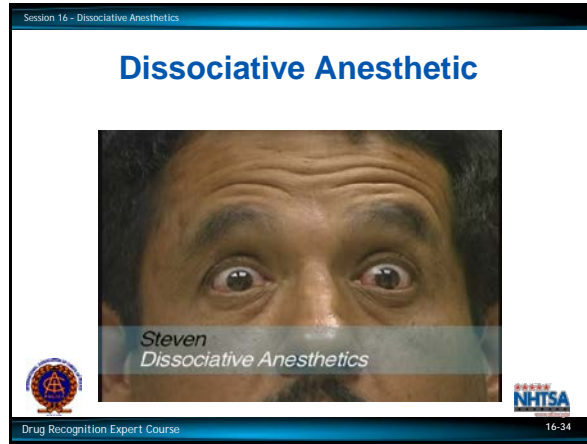 Session 16 - Dissociative Anesthetics
Dissociative Anesthetic
Steven
Dissociative Anesthetics
NHTSA
Drug Recognition Expert Course
16-34